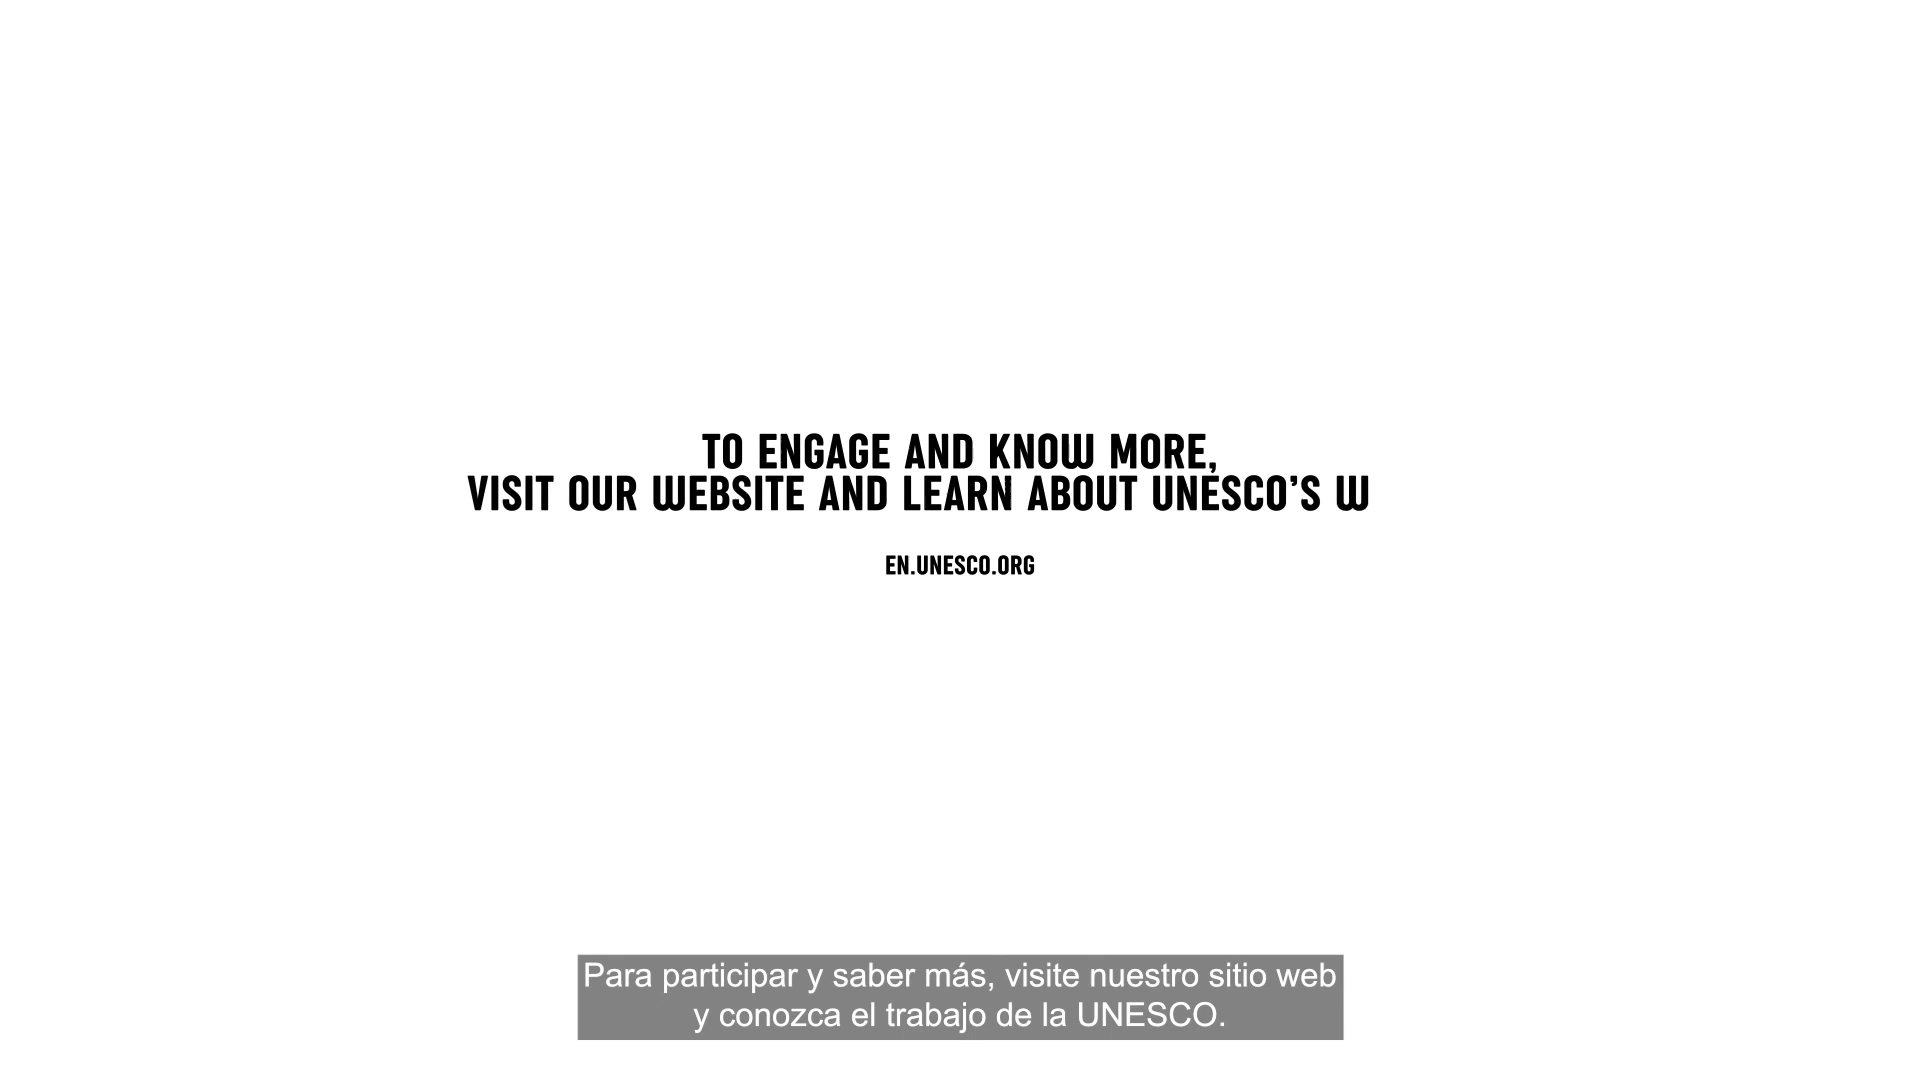 TO ENGAGE AND KNOW MORE,
VISIT OUR WEBSITE AND LEARN ABOUT UNESCO’S W
EN.UNESCO.ORG
Para participar y saber más, visite nuestro sitio web
y conozca el trabajo de la UNESCO.